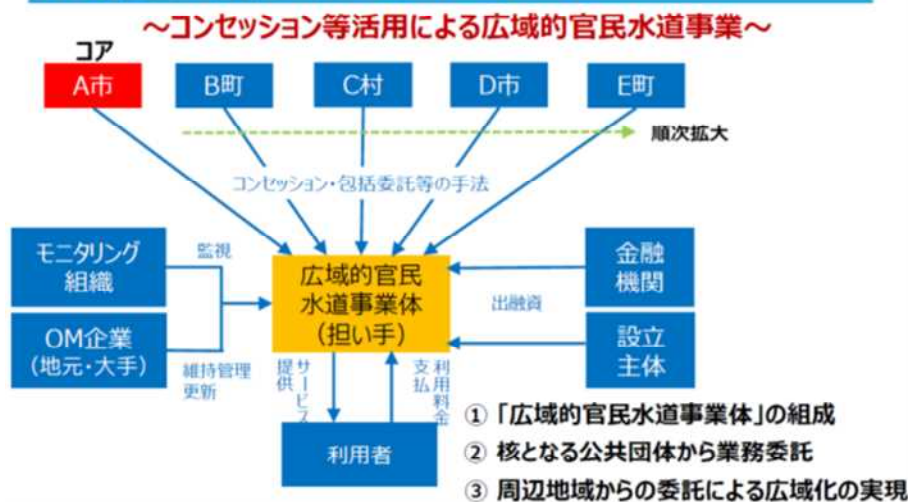 ～コンセッション等活用による広域的官民水道事業～
コア
A市
B町
C村
D市
E町
順次拡大
コンセッション・包括委託等の手法
モニタリング
組織
監視
広域的官民
水道事業体
（担い手）
金融
機関
出融資
OM企業
（地元・大手）
維持管理
更新
設立
主体
サービス
提供
利用料金
支払
利用者
① 「広域的官民水道事業体」の組成
② 核となる公共団体から業務委託
③ 周辺地域からの委託による広域化の実現